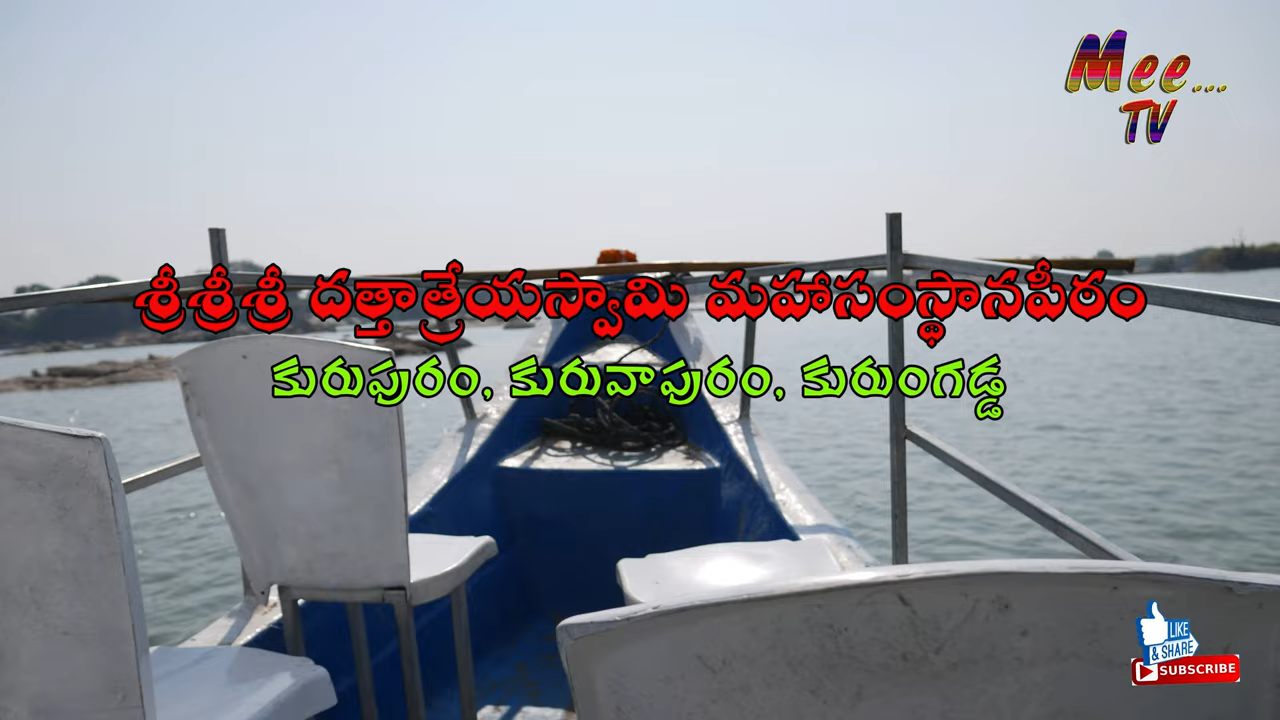 Mee...
TV
శ్రీశ్రీశ్రీ దత్తాత్రేయస్వామి మహాసంస్థానపీఠం
కురుపురం, కురువాపురం, కురుంగడ్డ
LIKE
& SHARE
SUBSCRIBE